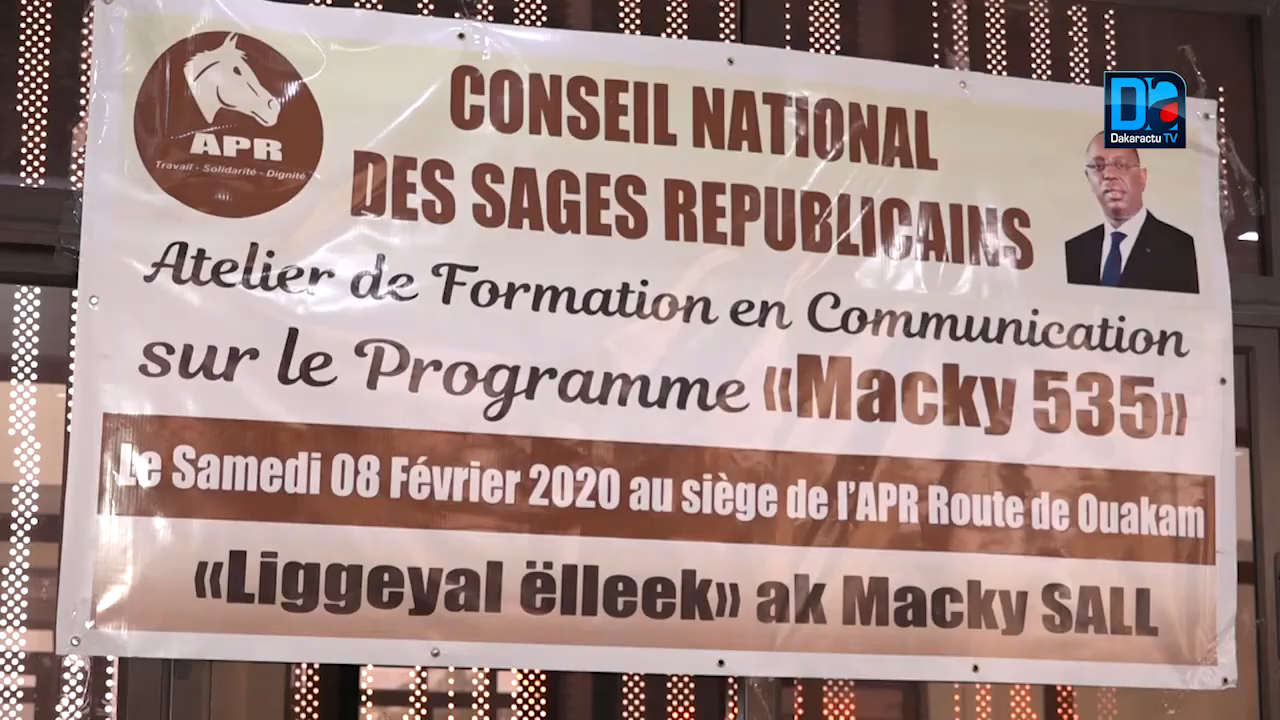 APR
Travail - Solidarité - Dignité
CONSEIL NATIONAL
DES SAGES REPUBLICAINS
Dakaractu TV
Atelier de Formation en Communication
sur le Programme «Macky 535»
Le Samedi 08 Février 2020 au siège de l'APR Route de Ouakam
«Liggeyal ëlleek» ak Macky SALL